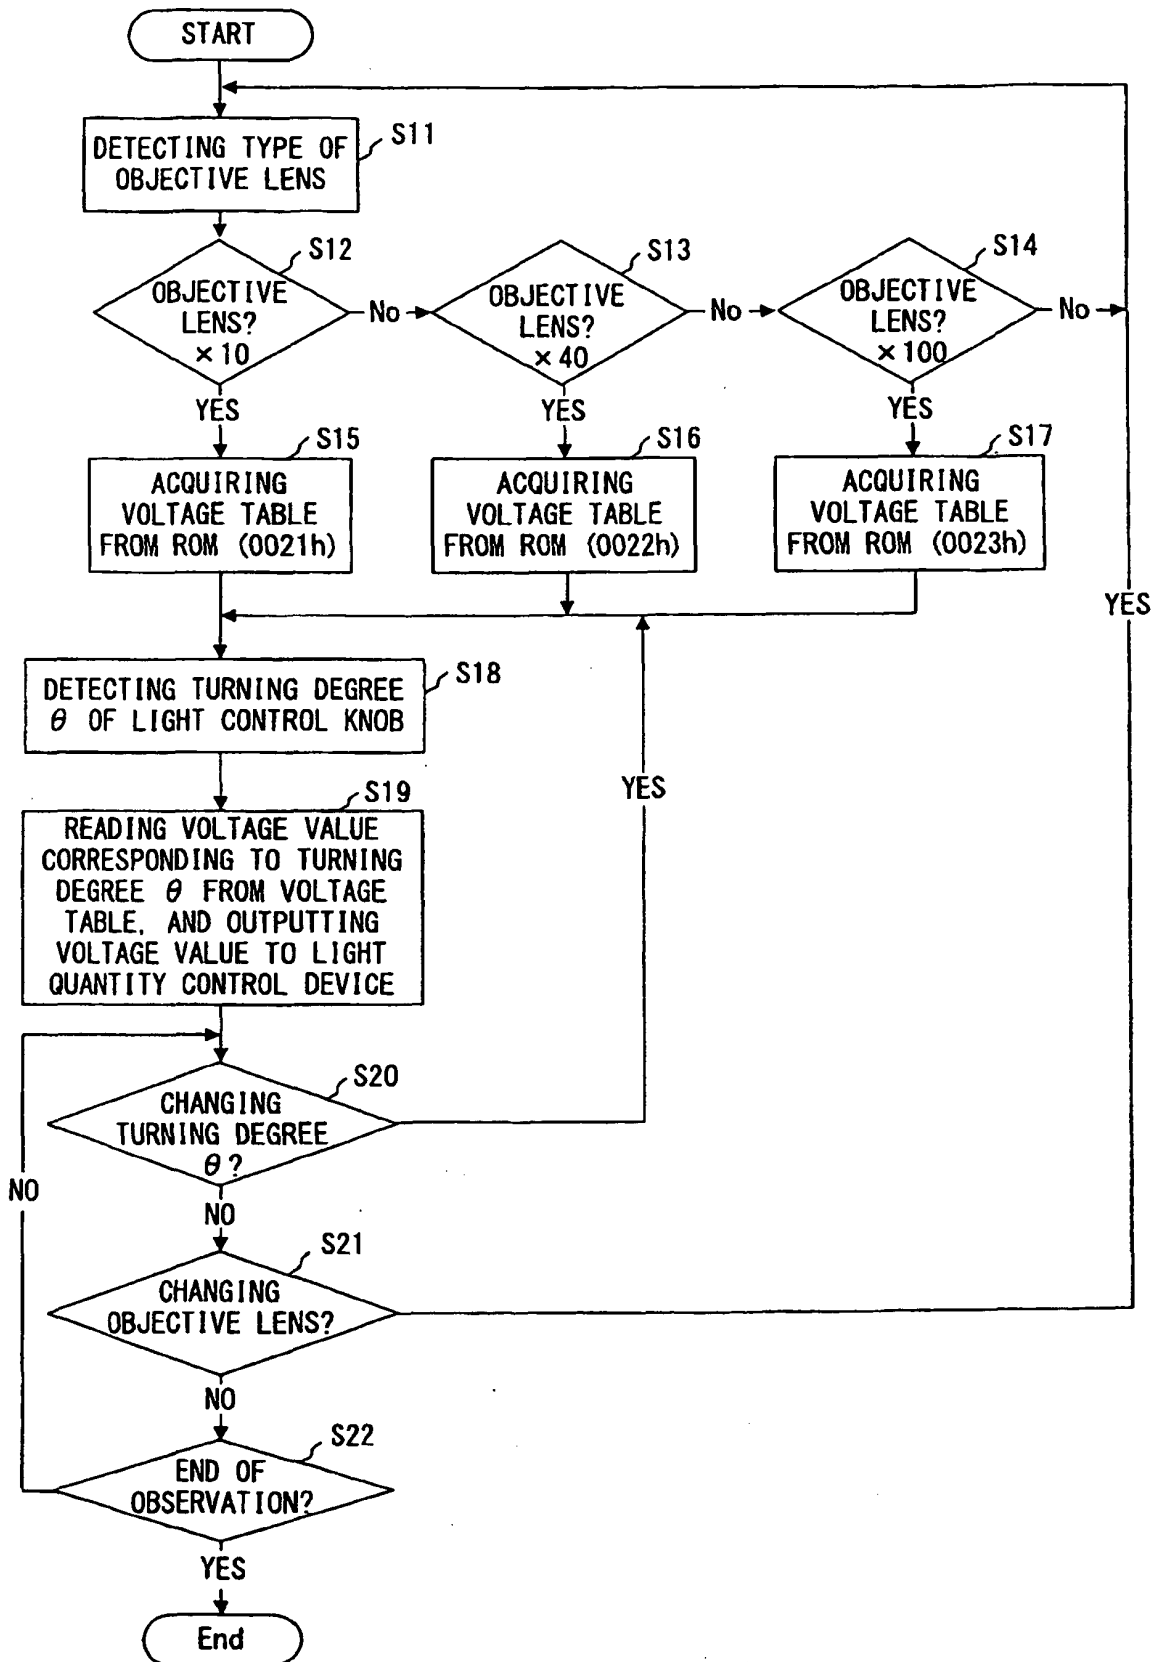 START
S11
DETECTING TYPE OF
OBJECTIVE LENS
S12
OBJECTIVE
LENS?
×10
No
S13
OBJECTIVE
LENS?
×40
No
S14
OBJECTIVE
LENS?
×100
No
YES
YES
YES
S15
ACQUIRING
VOLTAGE TABLE
FROM ROM (0021h)
S16
ACQUIRING
VOLTAGE TABLE
FROM ROM (0022h)
S17
ACQUIRING
VOLTAGE TABLE
FROM ROM (0023h)
YES
S18
DETECTING TURNING DEGREE
θ OF LIGHT CONTROL KNOB
YES
S19
READING VOLTAGE VALUE
CORRESPONDING TO TURNING
DEGREE θ FROM VOLTAGE
TABLE, AND OUTPUTTING
VOLTAGE VALUE TO LIGHT
QUANTITY CONTROL DEVICE
S20
CHANGING
TURNING DEGREE
θ?
NO
NO
S21
CHANGING
OBJECTIVE LENS?
NO
S22
END OF
OBSERVATION?
YES
End